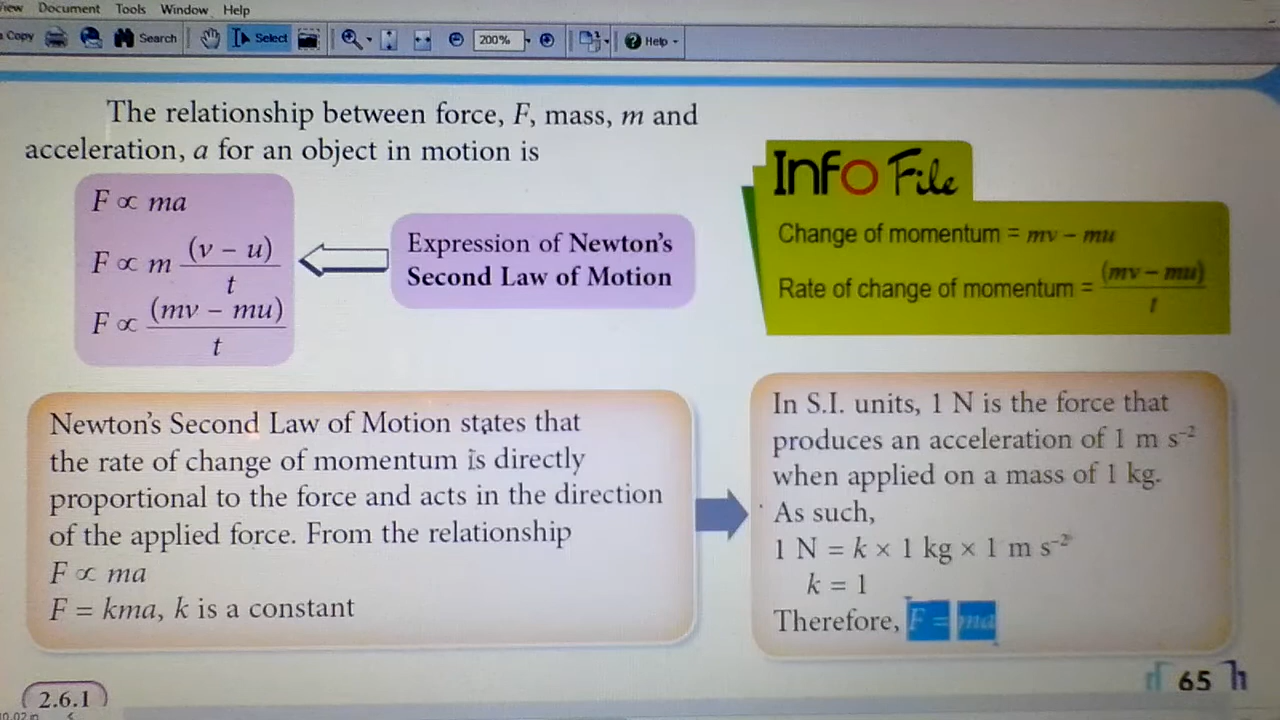 View Document Tools Window Help
Copy Search Select 200% Help
The relationship between force, F, mass, m and
acceleration, a for an object in motion is
F ∝ ma
F ∝ m (v – u) / t
F ∝ (mv – mu) / t
Expression of Newton's
Second Law of Motion
Info File
Change of momentum = mv – mu
Rate of change of momentum = (mv – mu) / t
Newton's Second Law of Motion states that
the rate of change of momentum is directly
proportional to the force and acts in the direction
of the applied force. From the relationship
F ∝ ma
F = kma, k is a constant
In S.I. units, 1 N is the force that
produces an acceleration of 1 m s⁻²
when applied on a mass of 1 kg.
As such,
1 N = k × 1 kg × 1 m s⁻²
k = 1
Therefore, F = ma
2.6.1
65